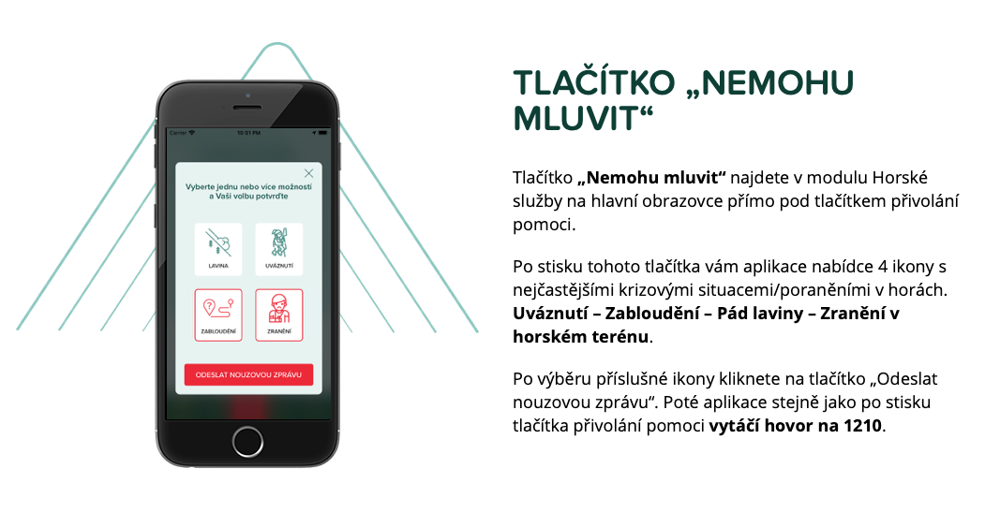 Carrier
10:51 PM
Vyberte jednu nebo více možností
a Vaši volbu potvrďte
LAVINA
UVÁZNUTÍ
?
ZABLOUDĚNÍ
ZRANĚNÍ
ODESLAT NOUZOVOU ZPRÁVU
TLAČÍTKO „NEMOHU
MLUVIT“
Tlačítko „Nemohu mluvit“ najdete v modulu Horské
služby na hlavní obrazovce přímo pod tlačítkem přivolání
pomoci.
Po stisku tohoto tlačítka vám aplikace nabídce 4 ikony s
nejčastějšími krizovými situacemi/poraněními v horách.
Uváznutí – Zabloudění – Pád laviny – Zranění v
horském terénu.
Po výběru příslušné ikony kliknete na tlačítko „Odeslat
nouzovou zprávu“. Poté aplikace stejně jako po stisku
tlačítka přivolání pomoci vytáčí hovor na 1210.